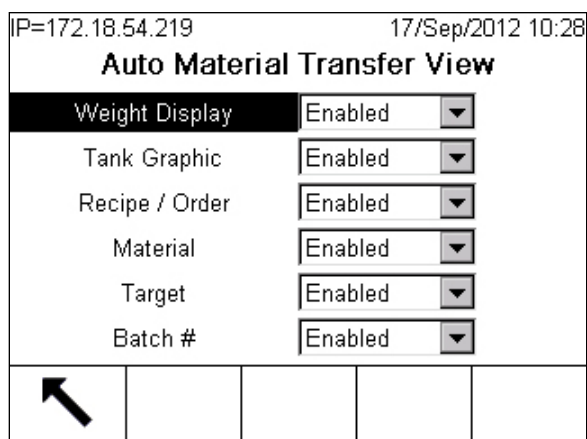 IP=172.18.54.219 17/Sep/2012 10:28
Auto Material Transfer View
Weight Display Enabled
Tank Graphic Enabled
Recipe / Order Enabled
Material Enabled
Target Enabled
Batch # Enabled